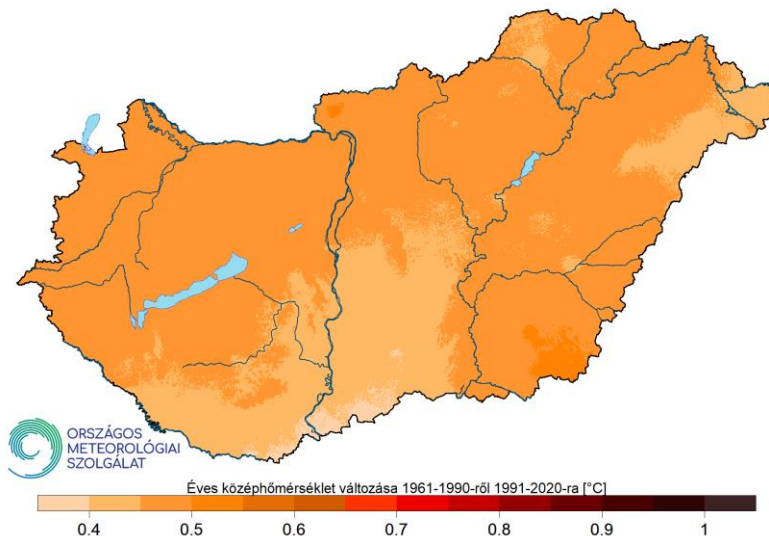 ORSZÁGOS
METEOROLÓGIAI
SZOLGÁLAT
Éves középhőmérséklet változása 1961-1990-ről 1991-2020-ra [°C]
0.4 0.5 0.6 0.7 0.8 0.9 1